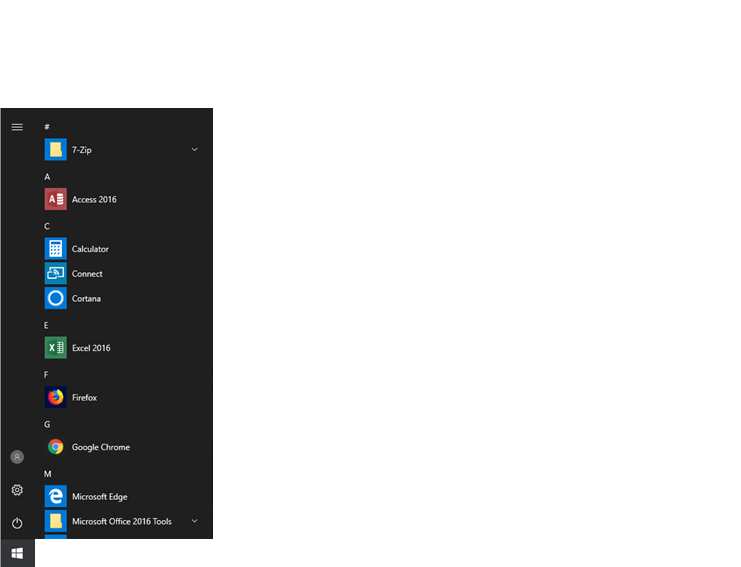 #
7-Zip
A
Access 2016
C
Calculator
Connect
Cortana
E
Excel 2016
F
Firefox
G
Google Chrome
M
Microsoft Edge
Microsoft Office 2016 Tools